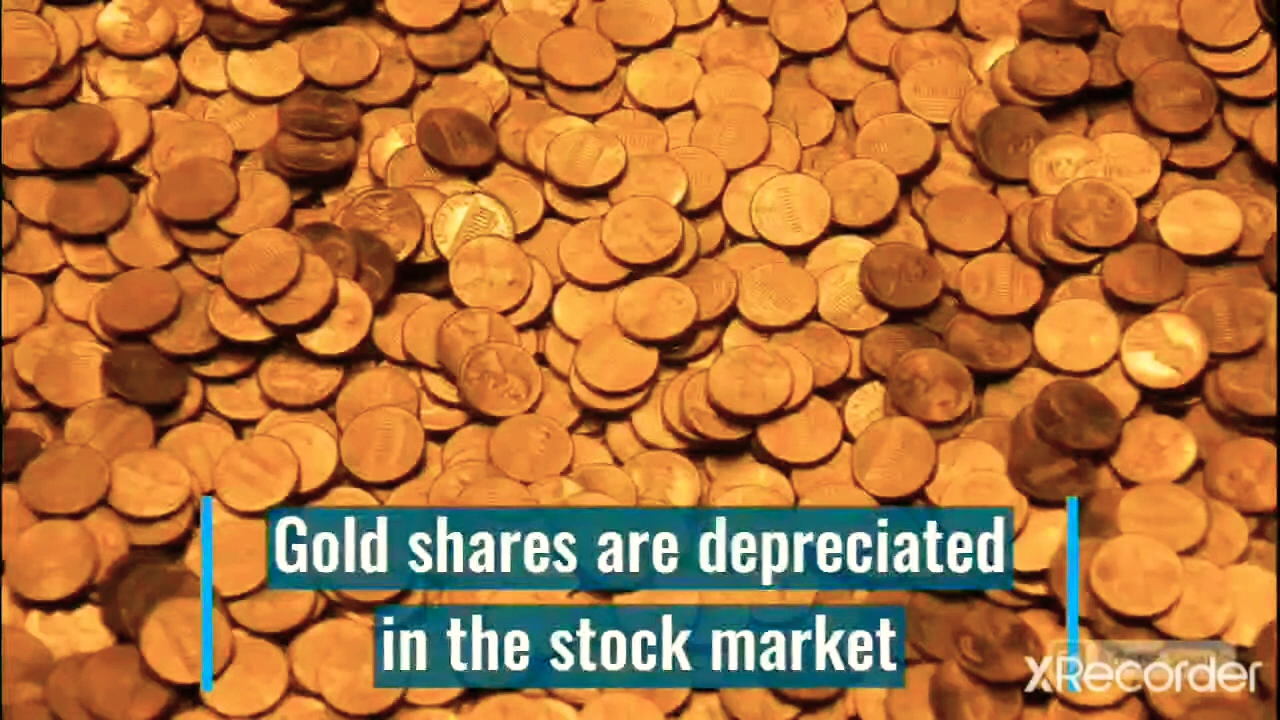 Gold shares are depreciated
in the stock market
XRecorder